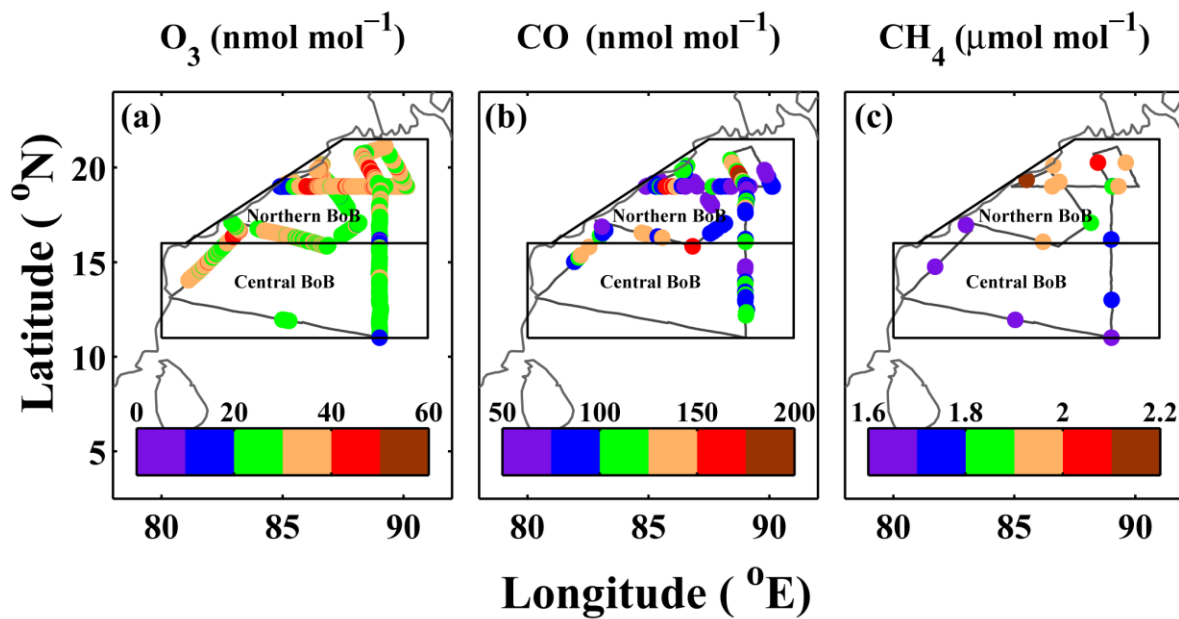 O₃ (nmol mol⁻¹)
CO (nmol mol⁻¹)
CH₄ (μmol mol⁻¹)
(a)
(b)
(c)
Northern BoB
Northern BoB
Northern BoB
Central BoB
Central BoB
Central BoB
0 20 40 60
50 100 150 200
1.6 1.8 2 2.2
20
15
10
5
Latitude ( ᵒN)
80 85 90
80 85 90
80 85 90
Longitude ( ᵒE)